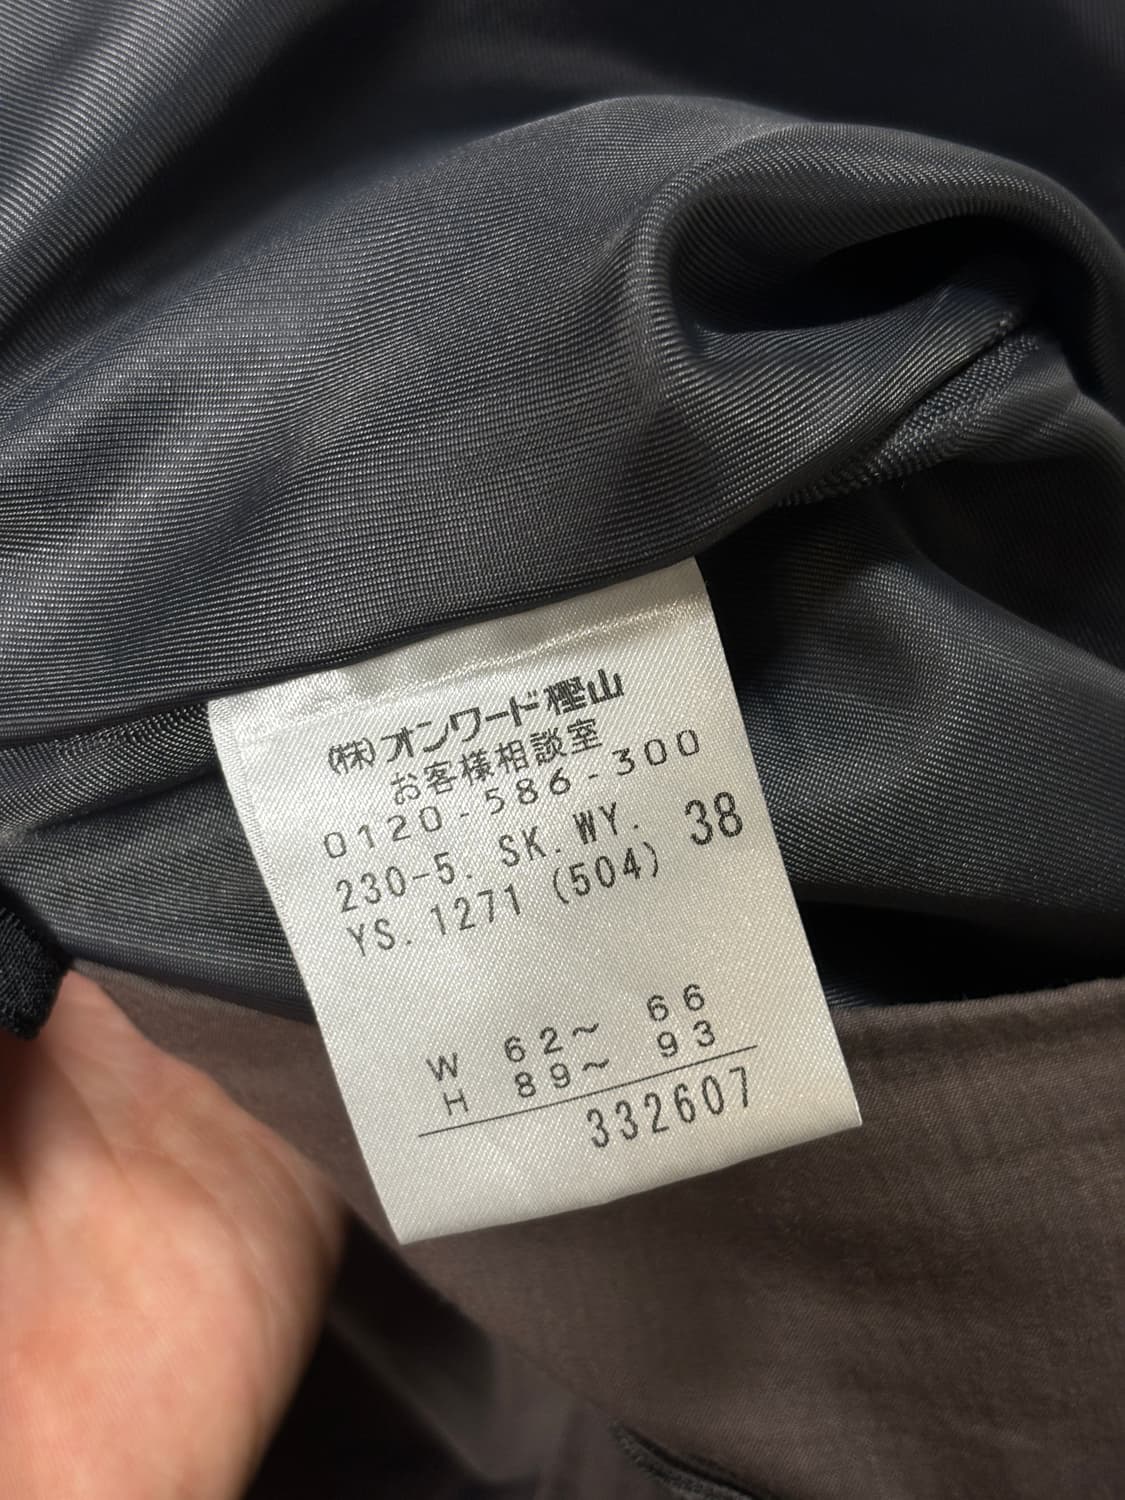 (株)オンワード樫山
お客様相談室
0120-586-300
230-5. SK. WY. 38
YS. 1271 (504)
W 62～ 66
H 89～ 93
332607